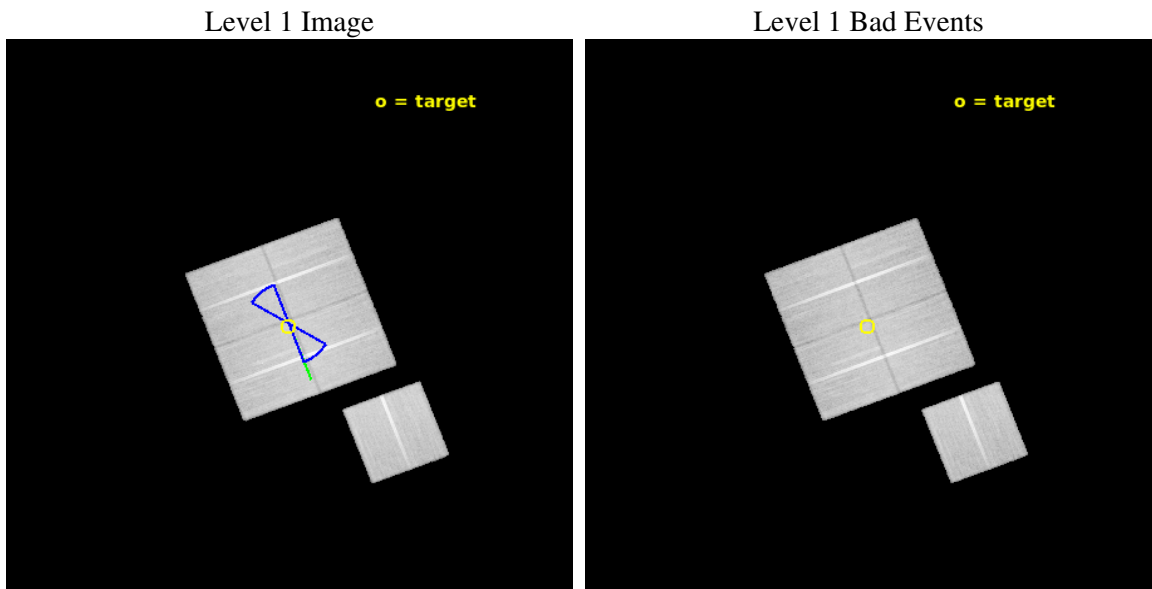 Level 1 Image
Level 1 Bad Events
o = target
o = target